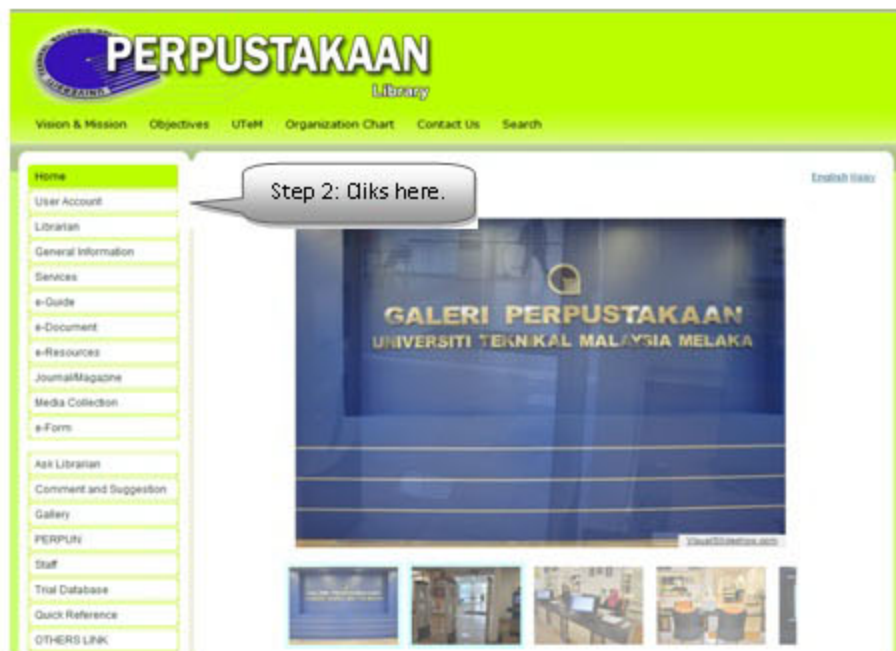 PERPUSTAKAAN
Library
Vision & Mission Objectives UTeM Organization Chart Contact Us Search
Home
User Account
Librarian
General Information
Services
e-Guide
e-Document
e-Resources
Journal/Magazine
Media Collection
e-Form
Ask Librarian
Comment and Suggestion
Gallery
PERPUN
Staff
Trial Database
Quick Reference
OTHERS LINK
Step 2: Cliks here.
English
GALERI PERPUSTAKAAN
UNIVERSITI TEKNIKAL MALAYSIA MELAKA
VisualSlideshow.com